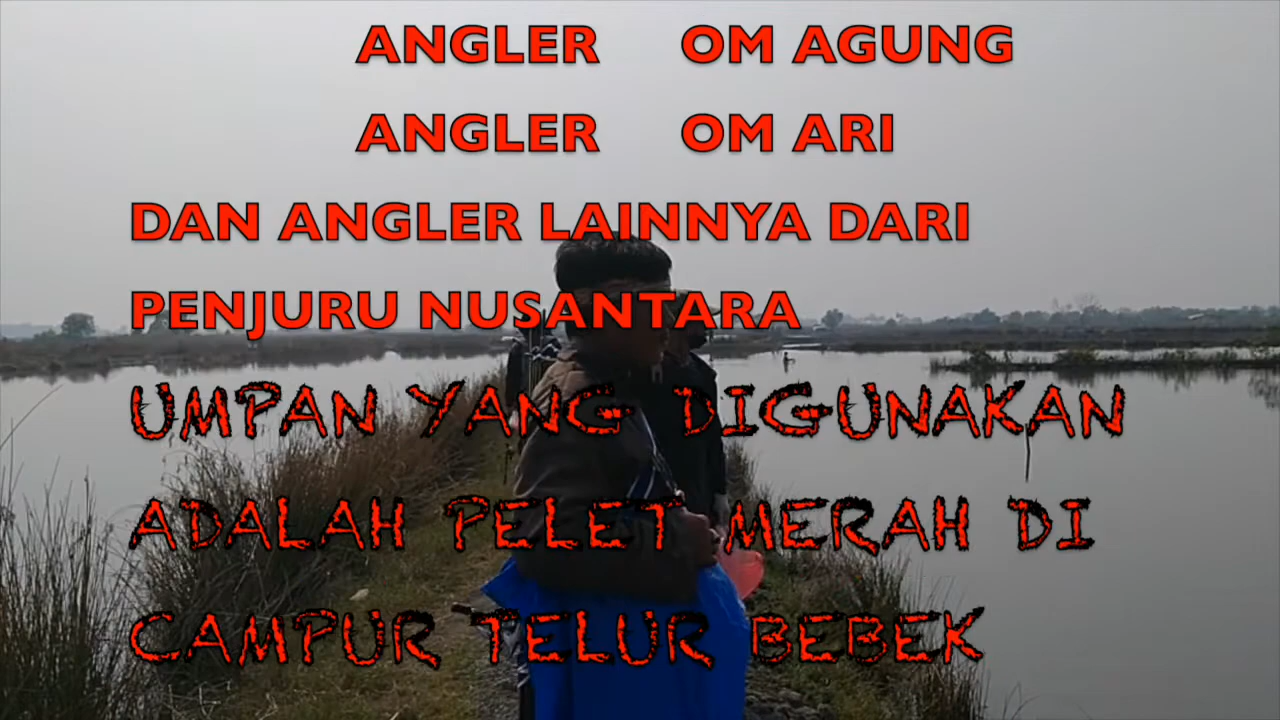 ANGLER OM AGUNG
ANGLER OM ARI
DAN ANGLER LAINNYA DARI
PENJURU NUSANTARA
UMPAN YANG DIGUNAKAN
ADALAH PELET MERAH DI
CAMPUR TELUR BEBEK